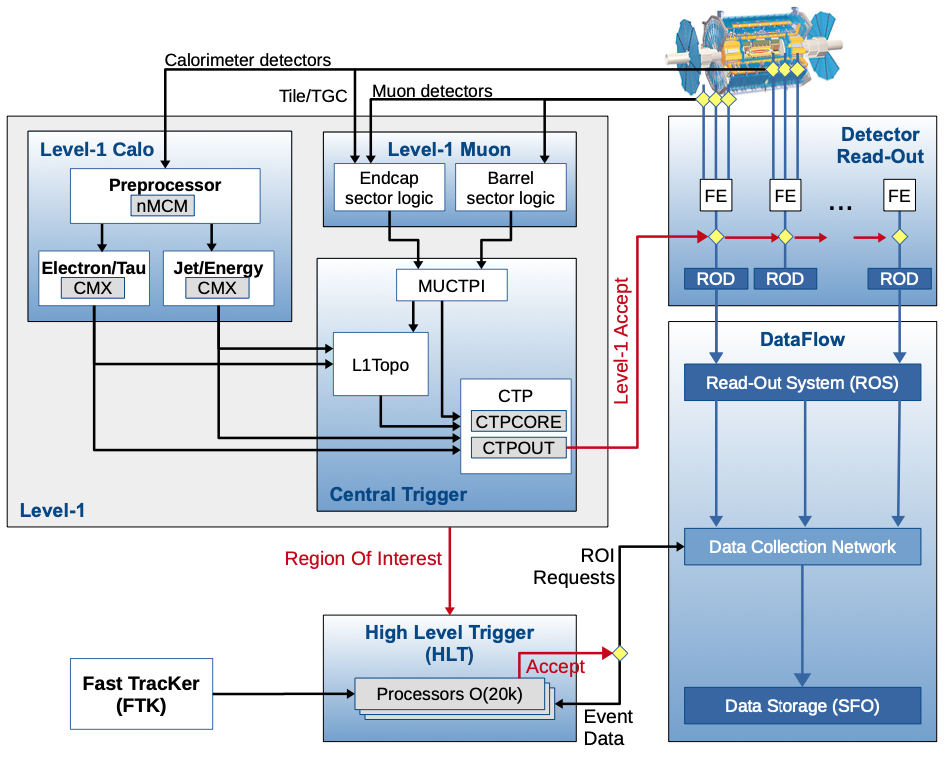 Calorimeter detectors
Tile/TGC
Muon detectors
Level-1 Calo
Preprocessor
nMCM
Electron/Tau
CMX
Jet/Energy
CMX
Level-1 Muon
Endcap
sector logic
Barrel
sector logic
MUCTPI
L1Topo
CTP
CTPCORE
CTPOUT
Central Trigger
Level-1
Level-1 Accept
Detector
Read-Out
FE
FE
...
FE
ROD
ROD
ROD
DataFlow
Read-Out System (ROS)
Data Collection Network
Data Storage (SFO)
Region Of Interest
ROI
Requests
High Level Trigger
(HLT)
Accept
Processors O(20k)
Event
Data
Fast TracKer
(FTK)